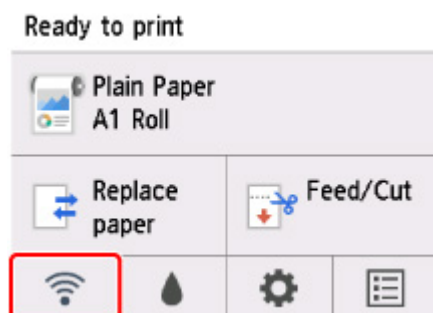 Ready to print
Plain Paper
A1 Roll
Replace
paper
Feed/Cut